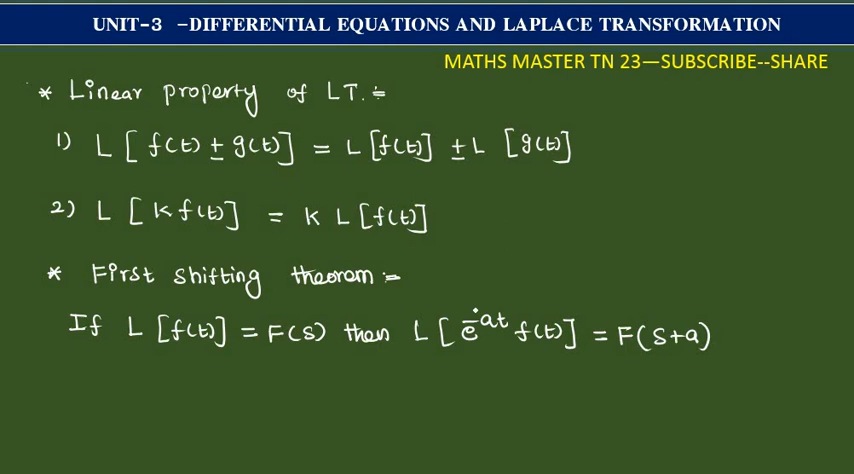 UNIT-3 -DIFFERENTIAL EQUATIONS AND LAPLACE TRANSFORMATION
MATHS MASTER TN 23—SUBSCRIBE--SHARE
* Linear property of LT :-
1) L [ f(t) ± g(t)] = L [f(t)] ± L [g(t)]
2) L [ K f(t)] = K L [f(t)]
* First shifting theorem :-
If L [f(t)] = F(s) then L [ e^-at f(t)] = F(s+a)